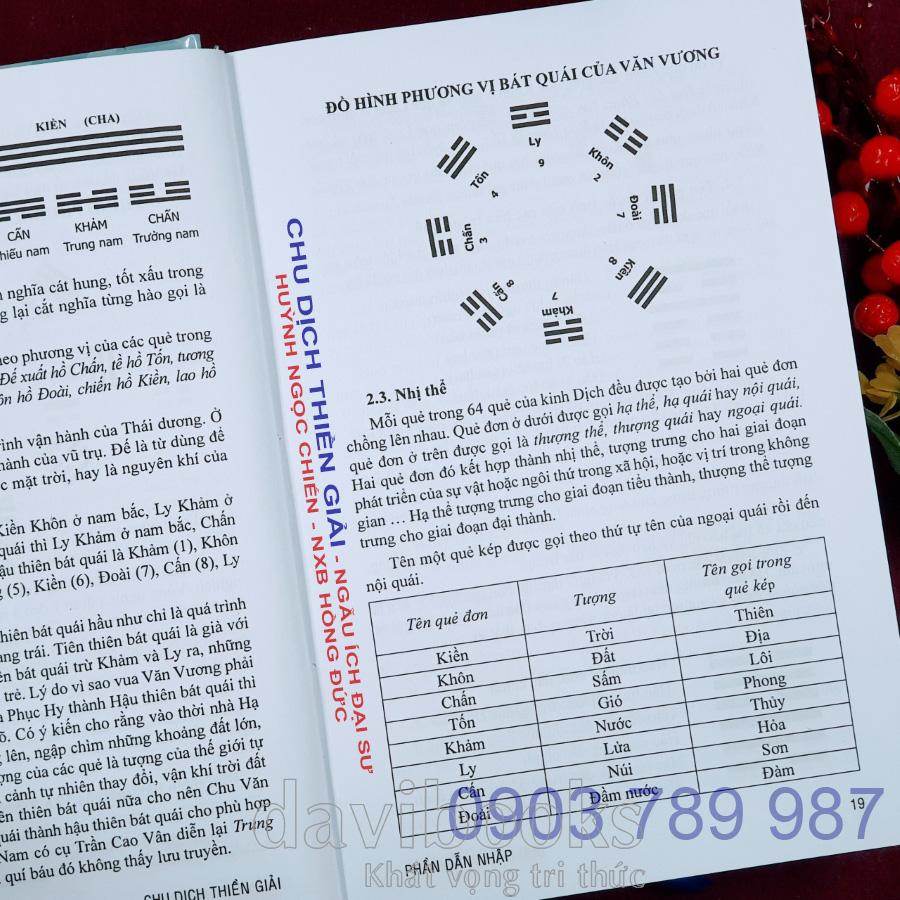 KIỀN (CHA)
CẤN KHẢM CHẤN
hiếu nam Trung nam Trưởng nam
n nghĩa cát hung, tốt xấu trong
g lại cắt nghĩa từng hào gọi là
heo phương vị của các quẻ trong
Đế xuất hồ Chấn, tề hồ Tốn, tương
ôn hồ Đoài, chiến hồ Kiền, lao hồ
rình vận hành của Thái dương. Ở
hành của vũ trụ. Đế là từ dùng để
c mặt trời, hay là nguyên khí của
Kiền Khôn ở nam bắc, Ly Khảm ở
quái thì Ly Khảm ở nam bắc, Chấn
ậu thiên bát quái là Khảm (1), Khôn
g (5), Kiền (6), Đoài (7), Cấn (8), Ly
hiên bát quái hầu như chỉ là quá trình
ang trái. Tiên thiên bát quái là già với
ên bát quái trừ Khảm và Ly ra, những
trẻ. Lý do vì sao vua Văn Vương phải
a Phục Hy thành Hậu thiên bát quái thì
õ. Có ý kiến cho rằng vào thời nhà Hạ
g lên, ngập chìm những khoảng đất lớn,
ợng của các quẻ là tượng của thế giới tự
cảnh tự nhiên thay đổi, vận khí trời đất
ên thiên bát quái nữa cho nên Chu Văn
quái thành hậu thiên bát quái cho phù hợp
Nam có cụ Trần Cao Vân diễn lại Trung
quí báu đó không thấy lưu truyền.
CHU DỊCH THIỀN GIẢI
ĐỒ HÌNH PHƯƠNG VỊ BÁT QUÁI CỦA VĂN VƯƠNG
Ly
9
Khôn
2
Đoài
7
Kiền
8
Khảm
7
Cấn
8
Chấn
3
Tốn
4
2.3. Nhị thể
Mỗi quẻ trong 64 quẻ của kinh Dịch đều được tạo bởi hai quẻ đơn
chồng lên nhau. Quẻ đơn ở dưới được gọi hạ thể, hạ quái hay nội quái,
quẻ đơn ở trên được gọi là thượng thể, thượng quái hay ngoại quái.
Hai quẻ đơn đó kết hợp thành nhị thể, tượng trưng cho hai giai đoạn
phát triển của sự vật hoặc ngôi thứ trong xã hội, hoặc vị trí trong không
gian … Hạ thể tượng trưng cho giai đoạn tiểu thành, thượng thể tượng
trưng cho giai đoạn đại thành.
Tên một quẻ kép được gọi theo thứ tự tên của ngoại quái rồi đến
nội quái.
Tên quẻ đơn Tượng Tên gọi trong
quẻ kép
Kiền Trời Thiên
Khôn Đất Địa
Chấn Sấm Lôi
Tốn Gió Phong
Khảm Nước Thủy
Ly Lửa Hỏa
Cấn Núi Sơn
Đoài Đầm nước Đầm
PHẦN DẪN NHẬP
19
CHU DỊCH THIỀN GIẢI - NGẪU ÍCH ĐẠI SƯ
HUỲNH NGỌC CHIẾN - NXB HỒNG ĐỨC
davibooks
0903 789 987
Khát vọng tri thức